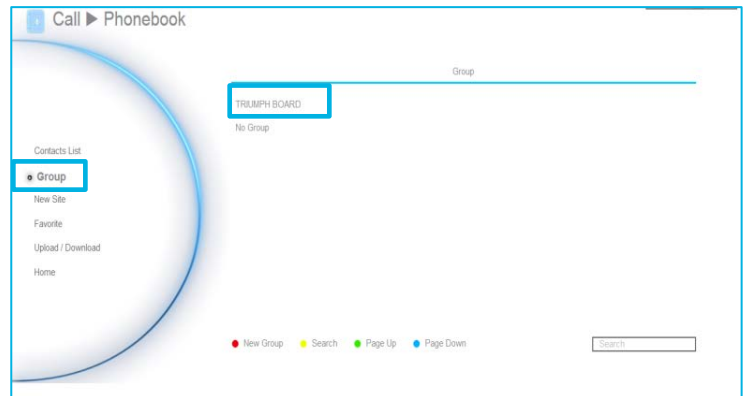 Call ▶ Phonebook
Group
TRIUMPH BOARD
No Group
Contacts List
Group
New Site
Favorite
Upload / Download
Home
New Group Search Page Up Page Down Search